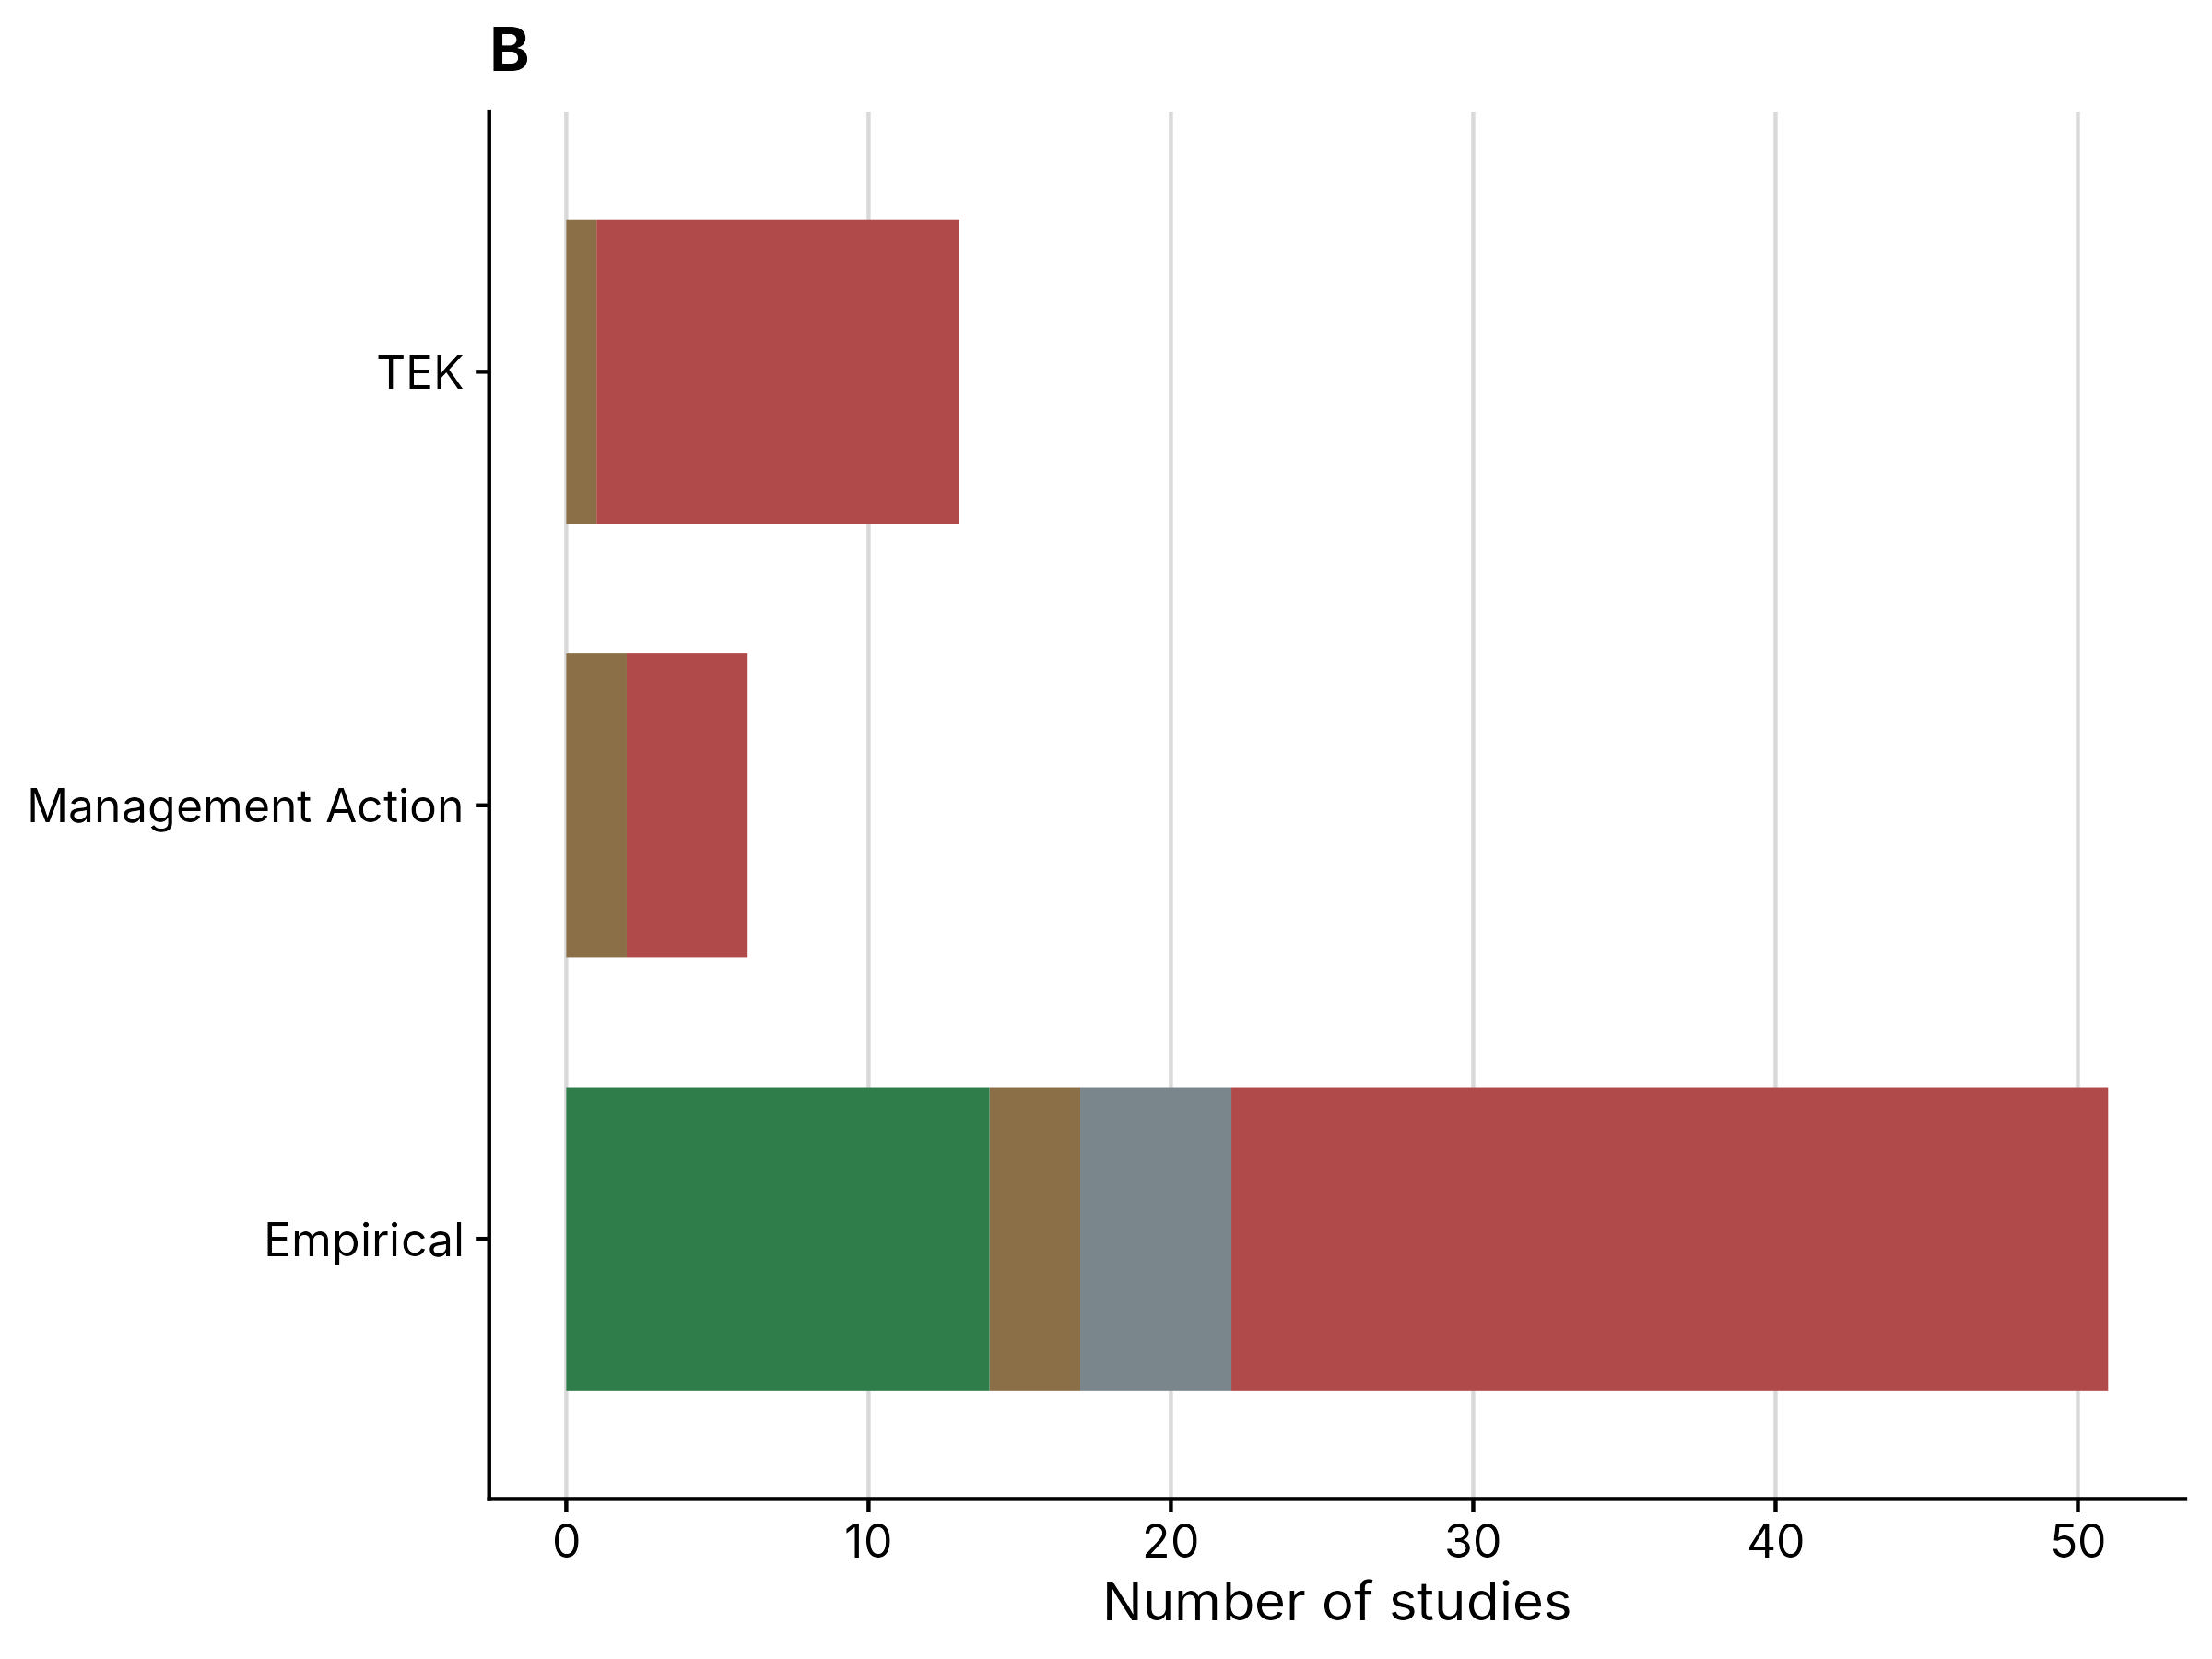 B
TEK
Management Action
Empirical
0 10 20 30 40 50
Number of studies